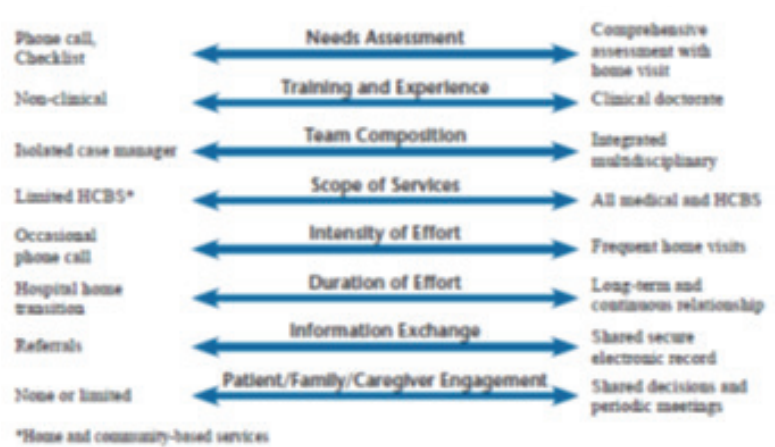 Phone call,
Checklist
Needs Assessment
Comprehensive
assessment with
home visit
Non-clinical
Training and Experience
Clinical doctorate
Isolated case manager
Team Composition
Integrated
multidisciplinary
Limited HCBS*
Scope of Services
All medical and HCBS
Occasional
phone call
Intensity of Effort
Frequent home visits
Hospital home
transition
Duration of Effort
Long-term and
continuous relationship
Referrals
Information Exchange
Shared secure
electronic record
None or limited
Patient/Family/Caregiver Engagement
Shared decisions and
periodic meetings
*Home and community-based services